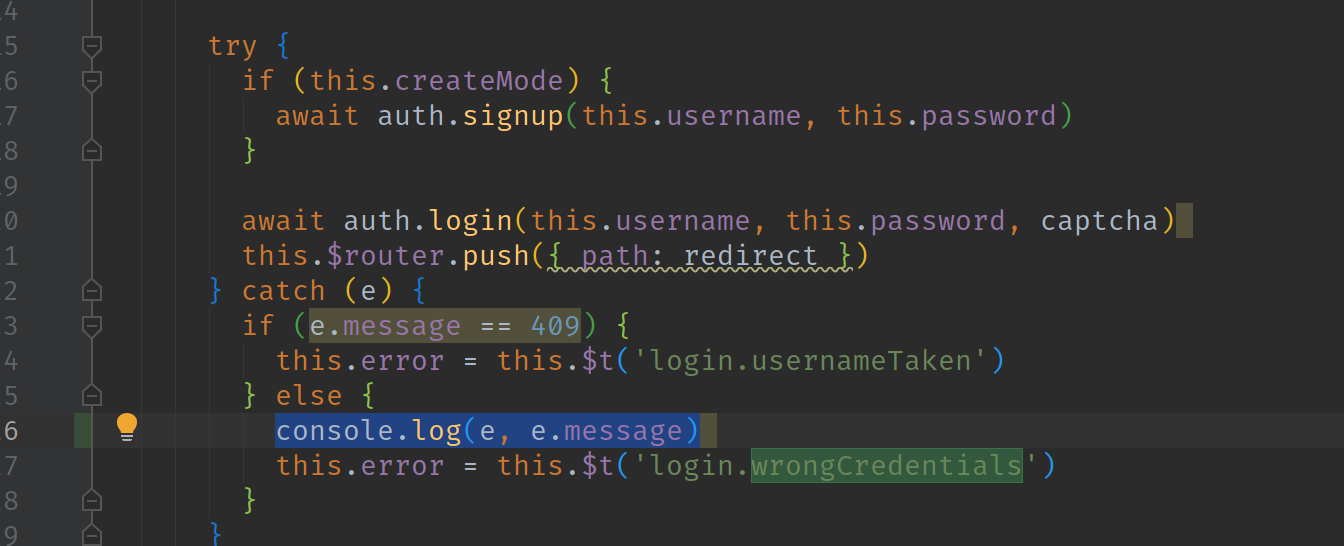 4
5 try {
6 if (this.createMode) {
7 await auth.signup(this.username, this.password)
8 }
9
0 await auth.login(this.username, this.password, captcha)
1 this.$router.push({ path: redirect })
2 } catch (e) {
3 if (e.message == 409) {
4 this.error = this.$t('login.usernameTaken')
5 } else {
6 console.log(e, e.message)
7 this.error = this.$t('login.wrongCredentials')
8 }
9 }